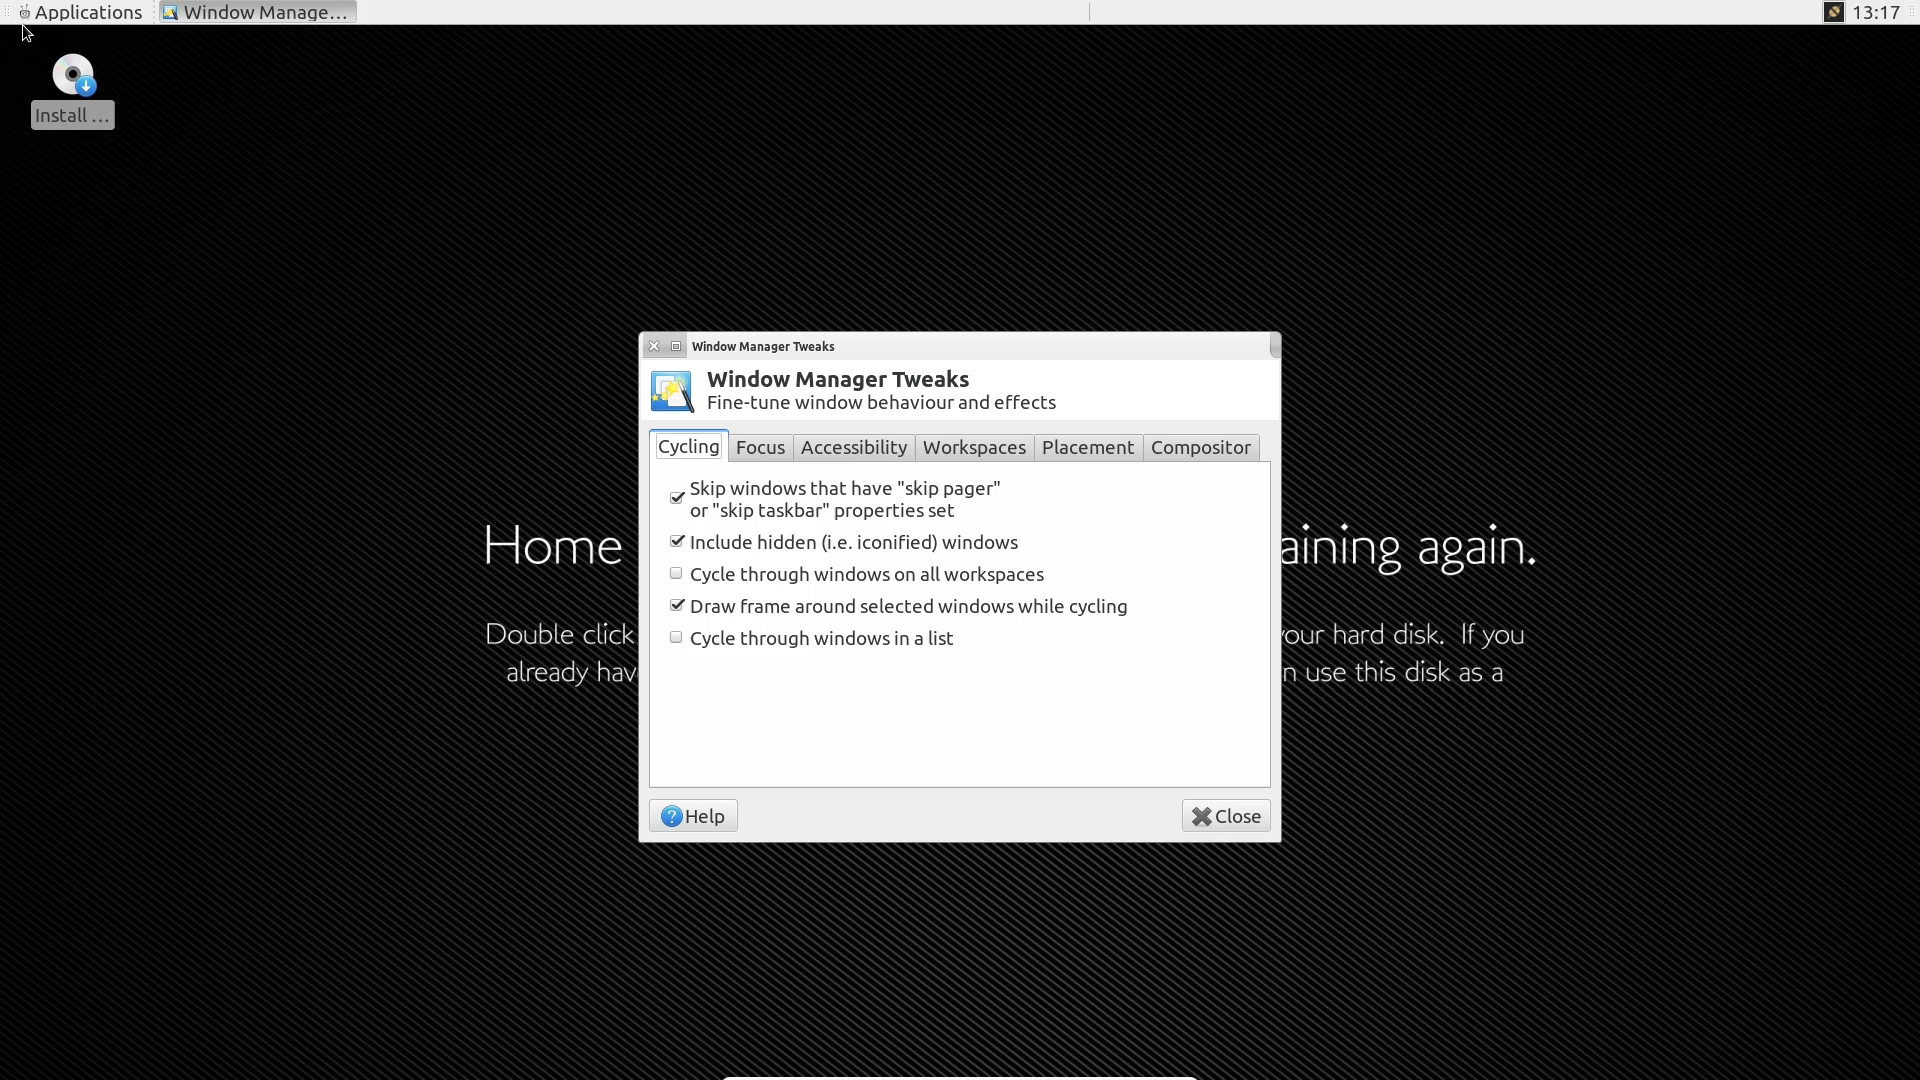 Applications
Window Manage...
13:17
Install ...
Window Manager Tweaks
Window Manager Tweaks
Fine-tune window behaviour and effects
Cycling Focus Accessibility Workspaces Placement Compositor
Skip windows that have "skip pager"
or "skip taskbar" properties set
Include hidden (i.e. iconified) windows
Cycle through windows on all workspaces
Draw frame around selected windows while cycling
Cycle through windows in a list
Help
Close
Home aining again.
Double click our hard disk. If you
already hav n use this disk as a